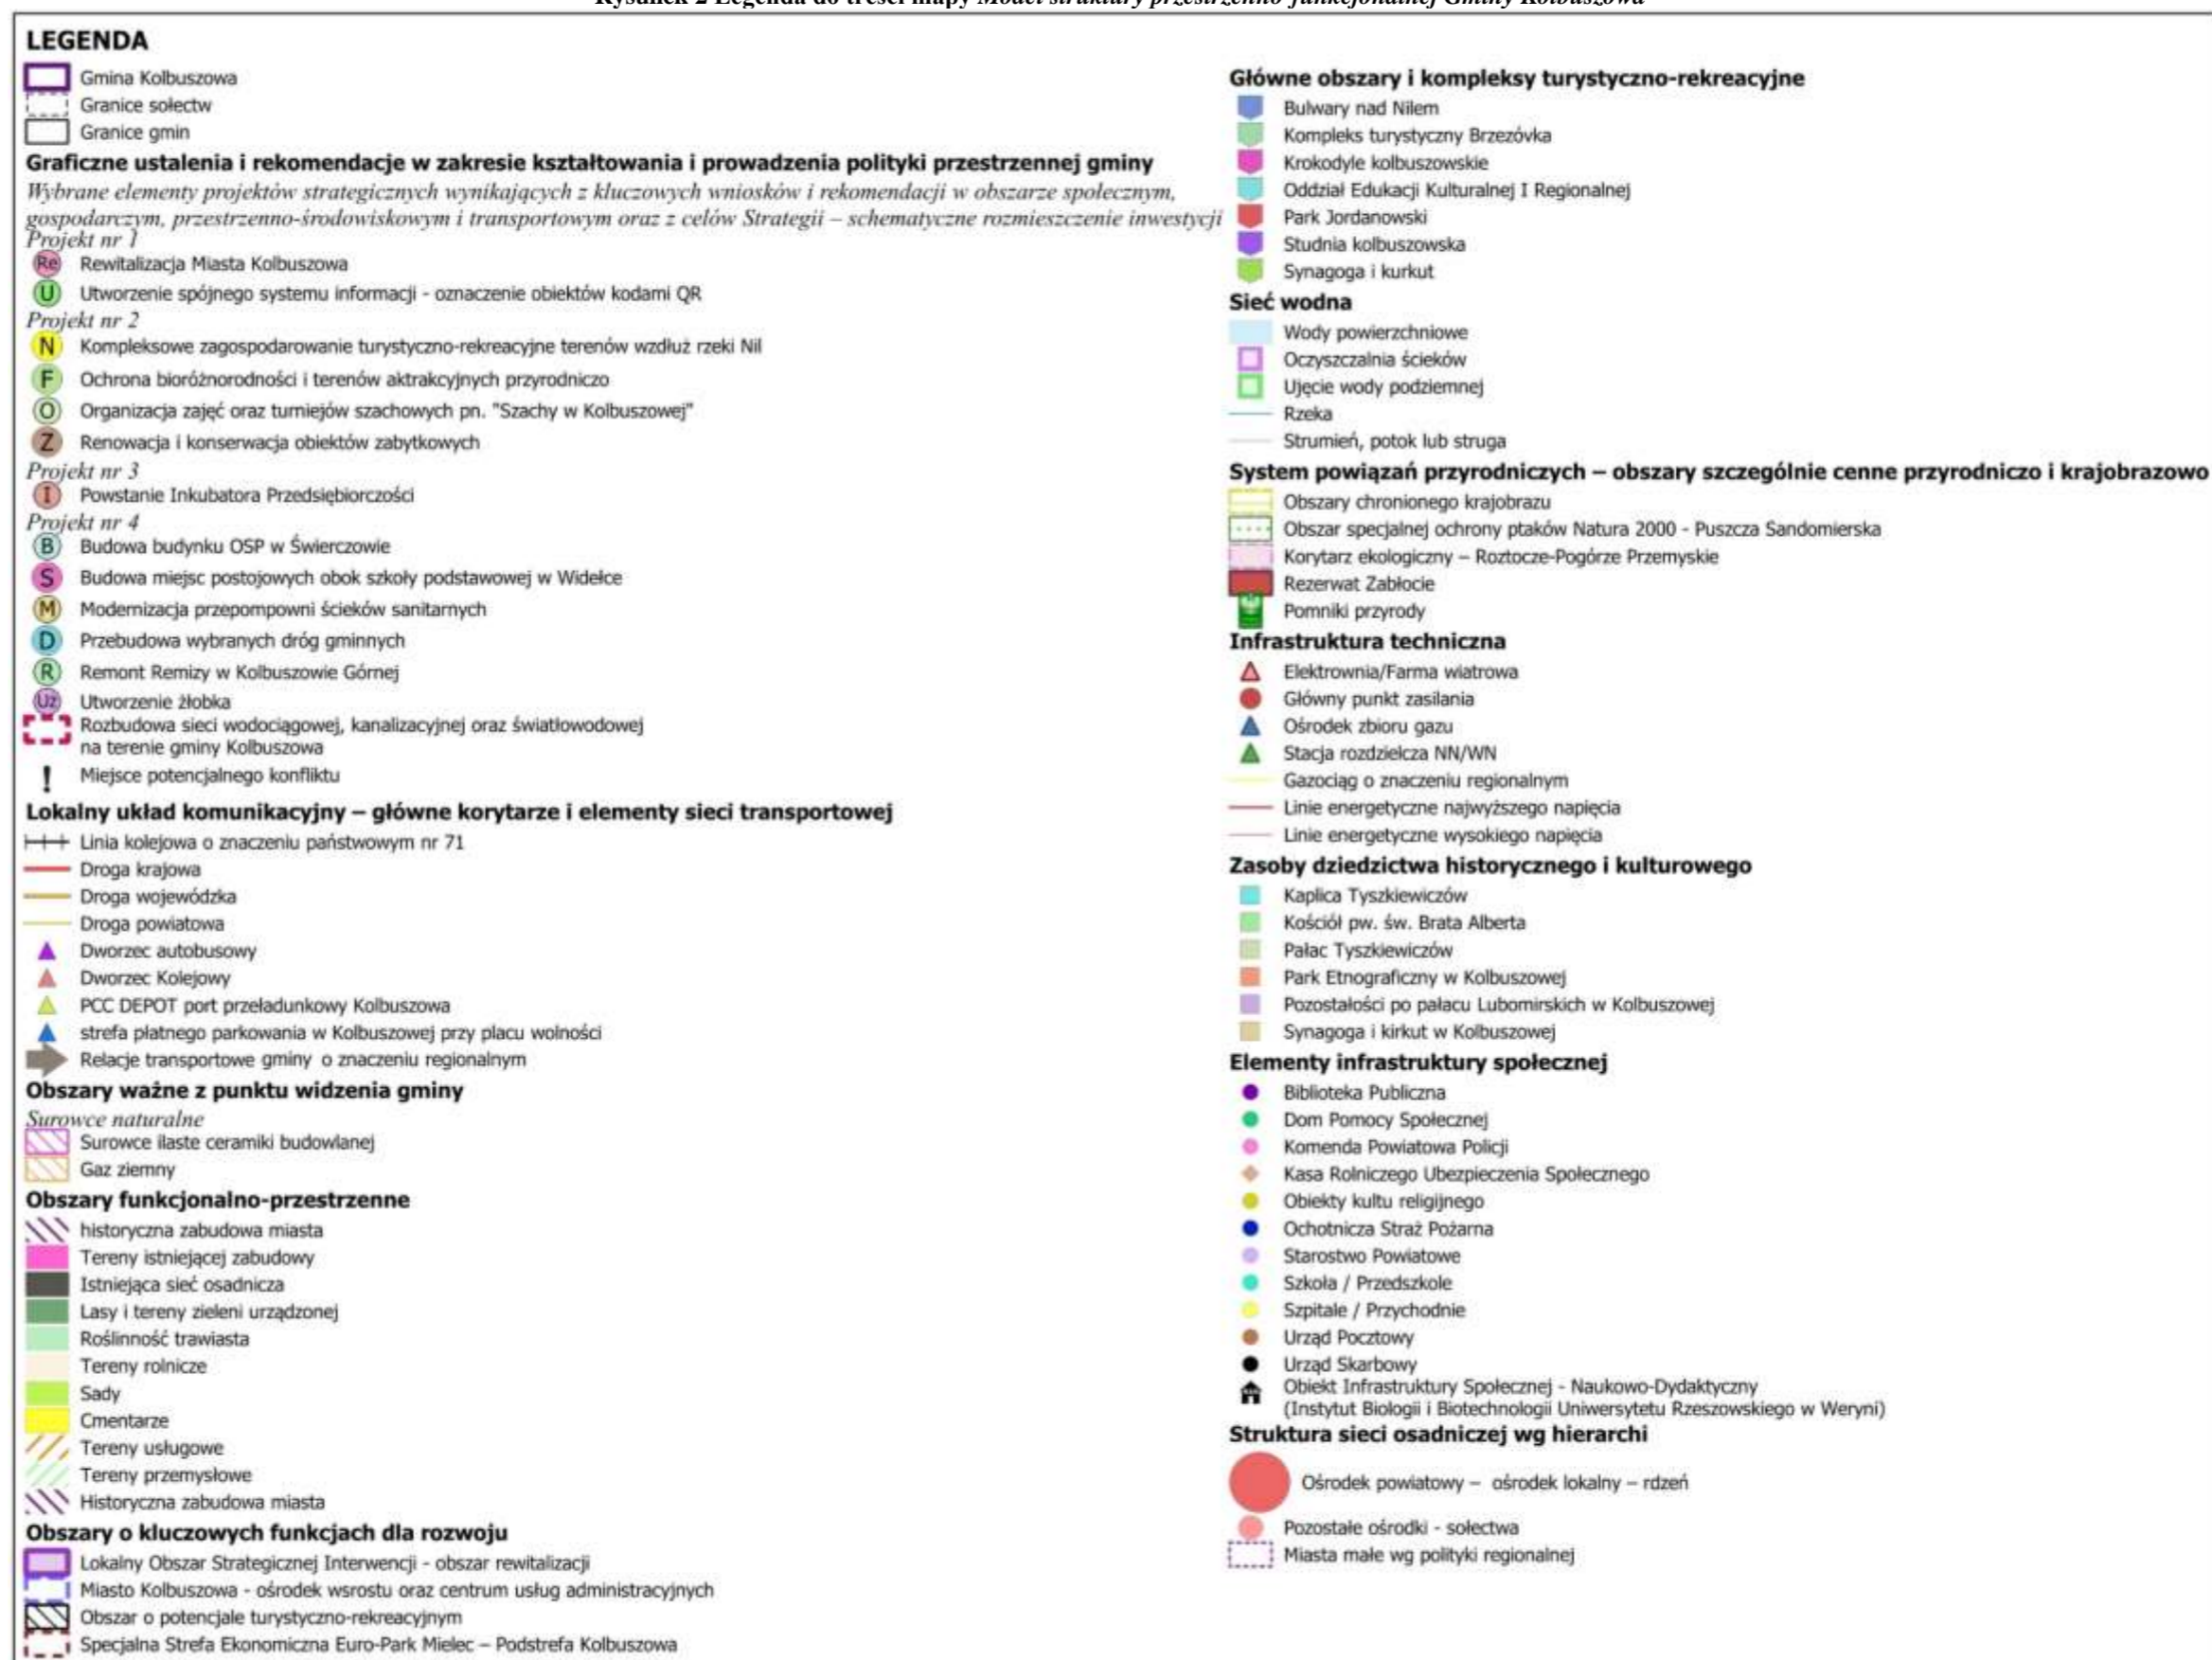 Rysunek 2 Legenda do treści mapy Model struktury przestrzenno-funkcjonalnej Gminy Kolbuszowa
LEGENDA
Gmina Kolbuszowa
Granice sołectw
Granice gmin
Graficzne ustalenia i rekomendacje w zakresie kształtowania i prowadzenia polityki przestrzennej gminy
Wybrane elementy projektów strategicznych wynikających z kluczowych wniosków i rekomendacji w obszarze społecznym,
gospodarczym, przestrzenno-środowiskowym i transportowym oraz z celów Strategii – schematyczne rozmieszczenie inwestycji
Projekt nr 1
Re Rewitalizacja Miasta Kolbuszowa
U Utworzenie spójnego systemu informacji - oznaczenie obiektów kodami QR
Projekt nr 2
N Kompleksowe zagospodarowanie turystyczno-rekreacyjne terenów wzdłuż rzeki Nil
F Ochrona bioróżnorodności i terenów aktrakcyjnych przyrodniczo
O Organizacja zajęć oraz turniejów szachowych pn. "Szachy w Kolbuszowej"
Z Renowacja i konserwacja obiektów zabytkowych
Projekt nr 3
I Powstanie Inkubatora Przedsiębiorczości
Projekt nr 4
B Budowa budynku OSP w Świerczowie
S Budowa miejsc postojowych obok szkoły podstawowej w Widełce
M Modernizacja przepompowni ścieków sanitarnych
D Przebudowa wybranych dróg gminnych
R Remont Remizy w Kolbuszowie Górnej
Uż Utworzenie żłobka
Rozbudowa sieci wodociągowej, kanalizacyjnej oraz światłowodowej
na terenie gminy Kolbuszowa
! Miejsce potencjalnego konfliktu
Lokalny układ komunikacyjny – główne korytarze i elementy sieci transportowej
Linia kolejowa o znaczeniu państwowym nr 71
Droga krajowa
Droga wojewódzka
Droga powiatowa
Dworzec autobusowy
Dworzec Kolejowy
PCC DEPOT port przeładunkowy Kolbuszowa
strefa płatnego parkowania w Kolbuszowej przy placu wolności
Relacje transportowe gminy o znaczeniu regionalnym
Obszary ważne z punktu widzenia gminy
Surowce naturalne
Surowce ilaste ceramiki budowlanej
Gaz ziemny
Obszary funkcjonalno-przestrzenne
historyczna zabudowa miasta
Tereny istniejącej zabudowy
Istniejąca sieć osadnicza
Lasy i tereny zieleni urządzonej
Roślinność trawiasta
Tereny rolnicze
Sady
Cmentarze
Tereny usługowe
Tereny przemysłowe
Historyczna zabudowa miasta
Obszary o kluczowych funkcjach dla rozwoju
Lokalny Obszar Strategicznej Interwencji - obszar rewitalizacji
Miasto Kolbuszowa - ośrodek wsrostu oraz centrum usług administracyjnych
Obszar o potencjale turystyczno-rekreacyjnym
Specjalna Strefa Ekonomiczna Euro-Park Mielec – Podstrefa Kolbuszowa
Główne obszary i kompleksy turystyczno-rekreacyjne
Bulwary nad Nilem
Kompleks turystyczny Brzezówka
Krokodyle kolbuszowskie
Oddział Edukacji Kulturalnej I Regionalnej
Park Jordanowski
Studnia kolbuszowska
Synagoga i kurkut
Sieć wodna
Wody powierzchniowe
Oczyszczalnia ścieków
Ujęcie wody podziemnej
Rzeka
Strumień, potok lub struga
System powiązań przyrodniczych – obszary szczególnie cenne przyrodniczo i krajobrazowo
Obszary chronionego krajobrazu
Obszar specjalnej ochrony ptaków Natura 2000 - Puszcza Sandomierska
Korytarz ekologiczny – Roztocze-Pogórze Przemyskie
Rezerwat Zabłocie
Pomniki przyrody
Infrastruktura techniczna
Elektrownia/Farma wiatrowa
Główny punkt zasilania
Ośrodek zbioru gazu
Stacja rozdzielcza NN/WN
Gazociąg o znaczeniu regionalnym
Linie energetyczne najwyższego napięcia
Linie energetyczne wysokiego napięcia
Zasoby dziedzictwa historycznego i kulturowego
Kaplica Tyszkiewiczów
Kościół pw. św. Brata Alberta
Pałac Tyszkiewiczów
Park Etnograficzny w Kolbuszowej
Pozostałości po pałacu Lubomirskich w Kolbuszowej
Synagoga i kirkut w Kolbuszowej
Elementy infrastruktury społecznej
Biblioteka Publiczna
Dom Pomocy Społecznej
Komenda Powiatowa Policji
Kasa Rolniczego Ubezpieczenia Społecznego
Obiekty kultu religijnego
Ochotnicza Straż Pożarna
Starostwo Powiatowe
Szkoła / Przedszkole
Szpitale / Przychodnie
Urząd Pocztowy
Urząd Skarbowy
Obiekt Infrastruktury Społecznej - Naukowo-Dydaktyczny
(Instytut Biologii i Biotechnologii Uniwersytetu Rzeszowskiego w Weryni)
Struktura sieci osadniczej wg hierarchi
Ośrodek powiatowy – ośrodek lokalny – rdzeń
Pozostałe ośrodki - sołectwa
Miasta małe wg polityki regionalnej